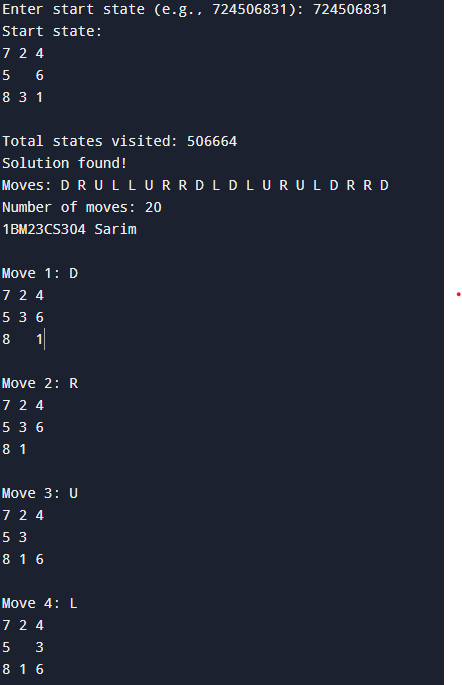 Enter start state (e.g., 724506831): 724506831
Start state:
7 2 4
5   6
8 3 1
Total states visited: 506664
Solution found!
Moves: D R U L L U R R D L D L U R U L D R R D
Number of moves: 20
1BM23CS304 Sarim
Move 1: D
7 2 4
5 3 6
8   1
Move 2: R
7 2 4
5 3 6
8 1
Move 3: U
7 2 4
5 3
8 1 6
Move 4: L
7 2 4
5   3
8 1 6